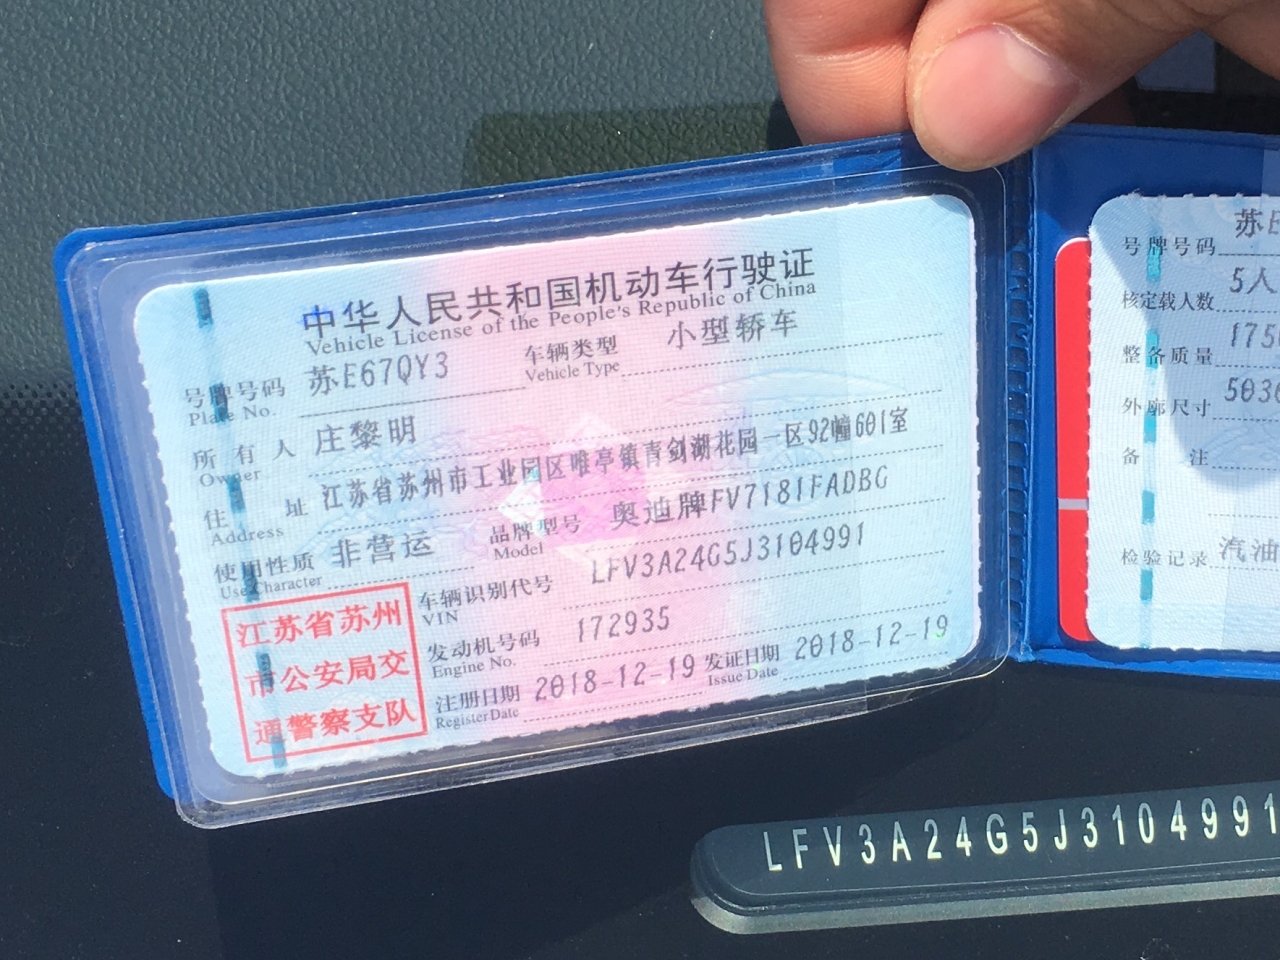 中华人民共和国机动车行驶证
Vehicle License of the People's Republic of China
号牌号码 苏E67QY3 车辆类型 小型轿车
Plate No. Vehicle Type
所有人 庄黎明
Owner
住址 江苏省苏州市工业园区唯亭镇青剑湖花园一区92幢601室
Address
使用性质 非营运 品牌型号 奥迪牌FV7181FADBG
Use Character Model
车辆识别代号 LFV3A24G5J3104991
VIN
发动机号码 172935
Engine No.
注册日期 2018-12-19 发证日期 2018-12-19
Register Date Issue Date
江苏省苏州
市公安局交
通警察支队
号牌号码 苏E
核定载人数 5人
整备质量 175
外廓尺寸 503
备注
检验记录 汽油
LFV3A24G5J3104991